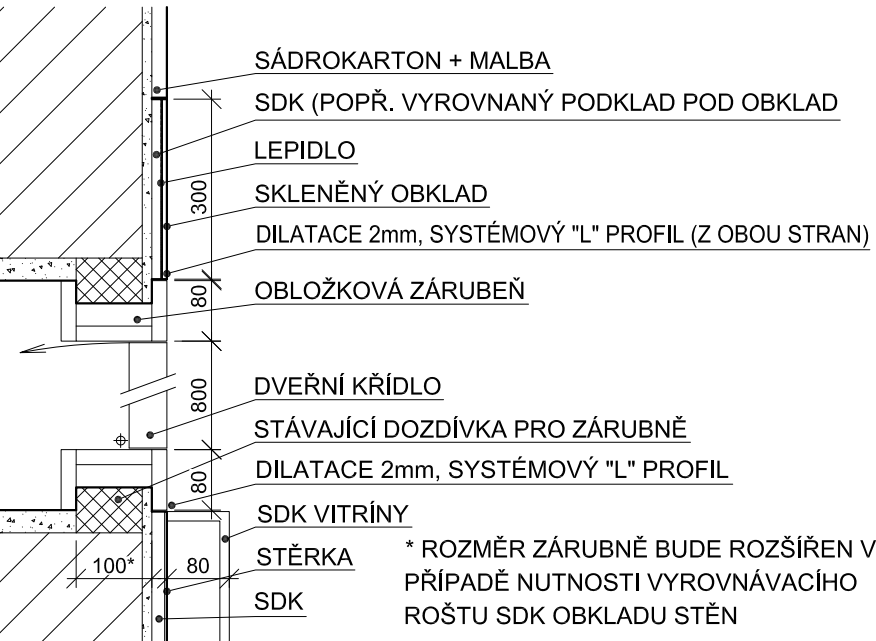 SÁDROKARTON + MALBA
SDK (POPŘ. VYROVNANÝ PODKLAD POD OBKLAD
LEPIDLO
300
SKLENĚNÝ OBKLAD
DILATACE 2mm, SYSTÉMOVÝ "L" PROFIL (Z OBOU STRAN)
80
OBLOŽKOVÁ ZÁRUBEŇ
DVEŘNÍ KŘÍDLO
800
STÁVAJÍCÍ DOZDÍVKA PRO ZÁRUBNĚ
DILATACE 2mm, SYSTÉMOVÝ "L" PROFIL
80
SDK VITRÍNY
STĚRKA
100*
80
SDK
* ROZMĚR ZÁRUBNĚ BUDE ROZŠÍŘEN V
PŘÍPADĚ NUTNOSTI VYROVNÁVACÍHO
ROŠTU SDK OBKLADU STĚN